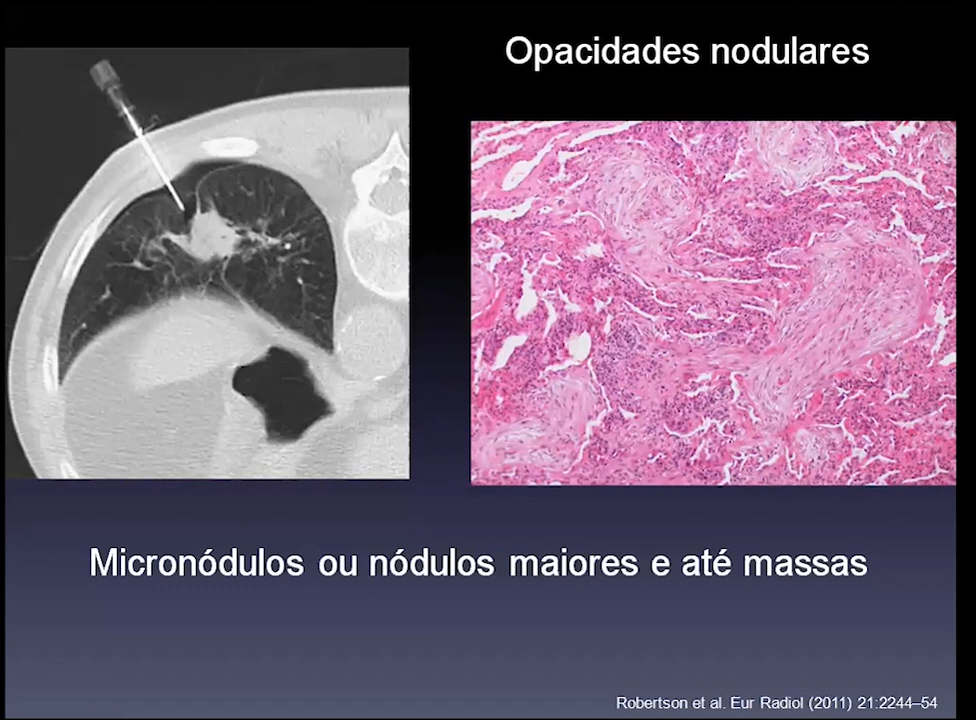 Opacidades nodulares
Micronódulos ou nódulos maiores e até massas
Robertson et al. Eur Radiol (2011) 21:2244–54